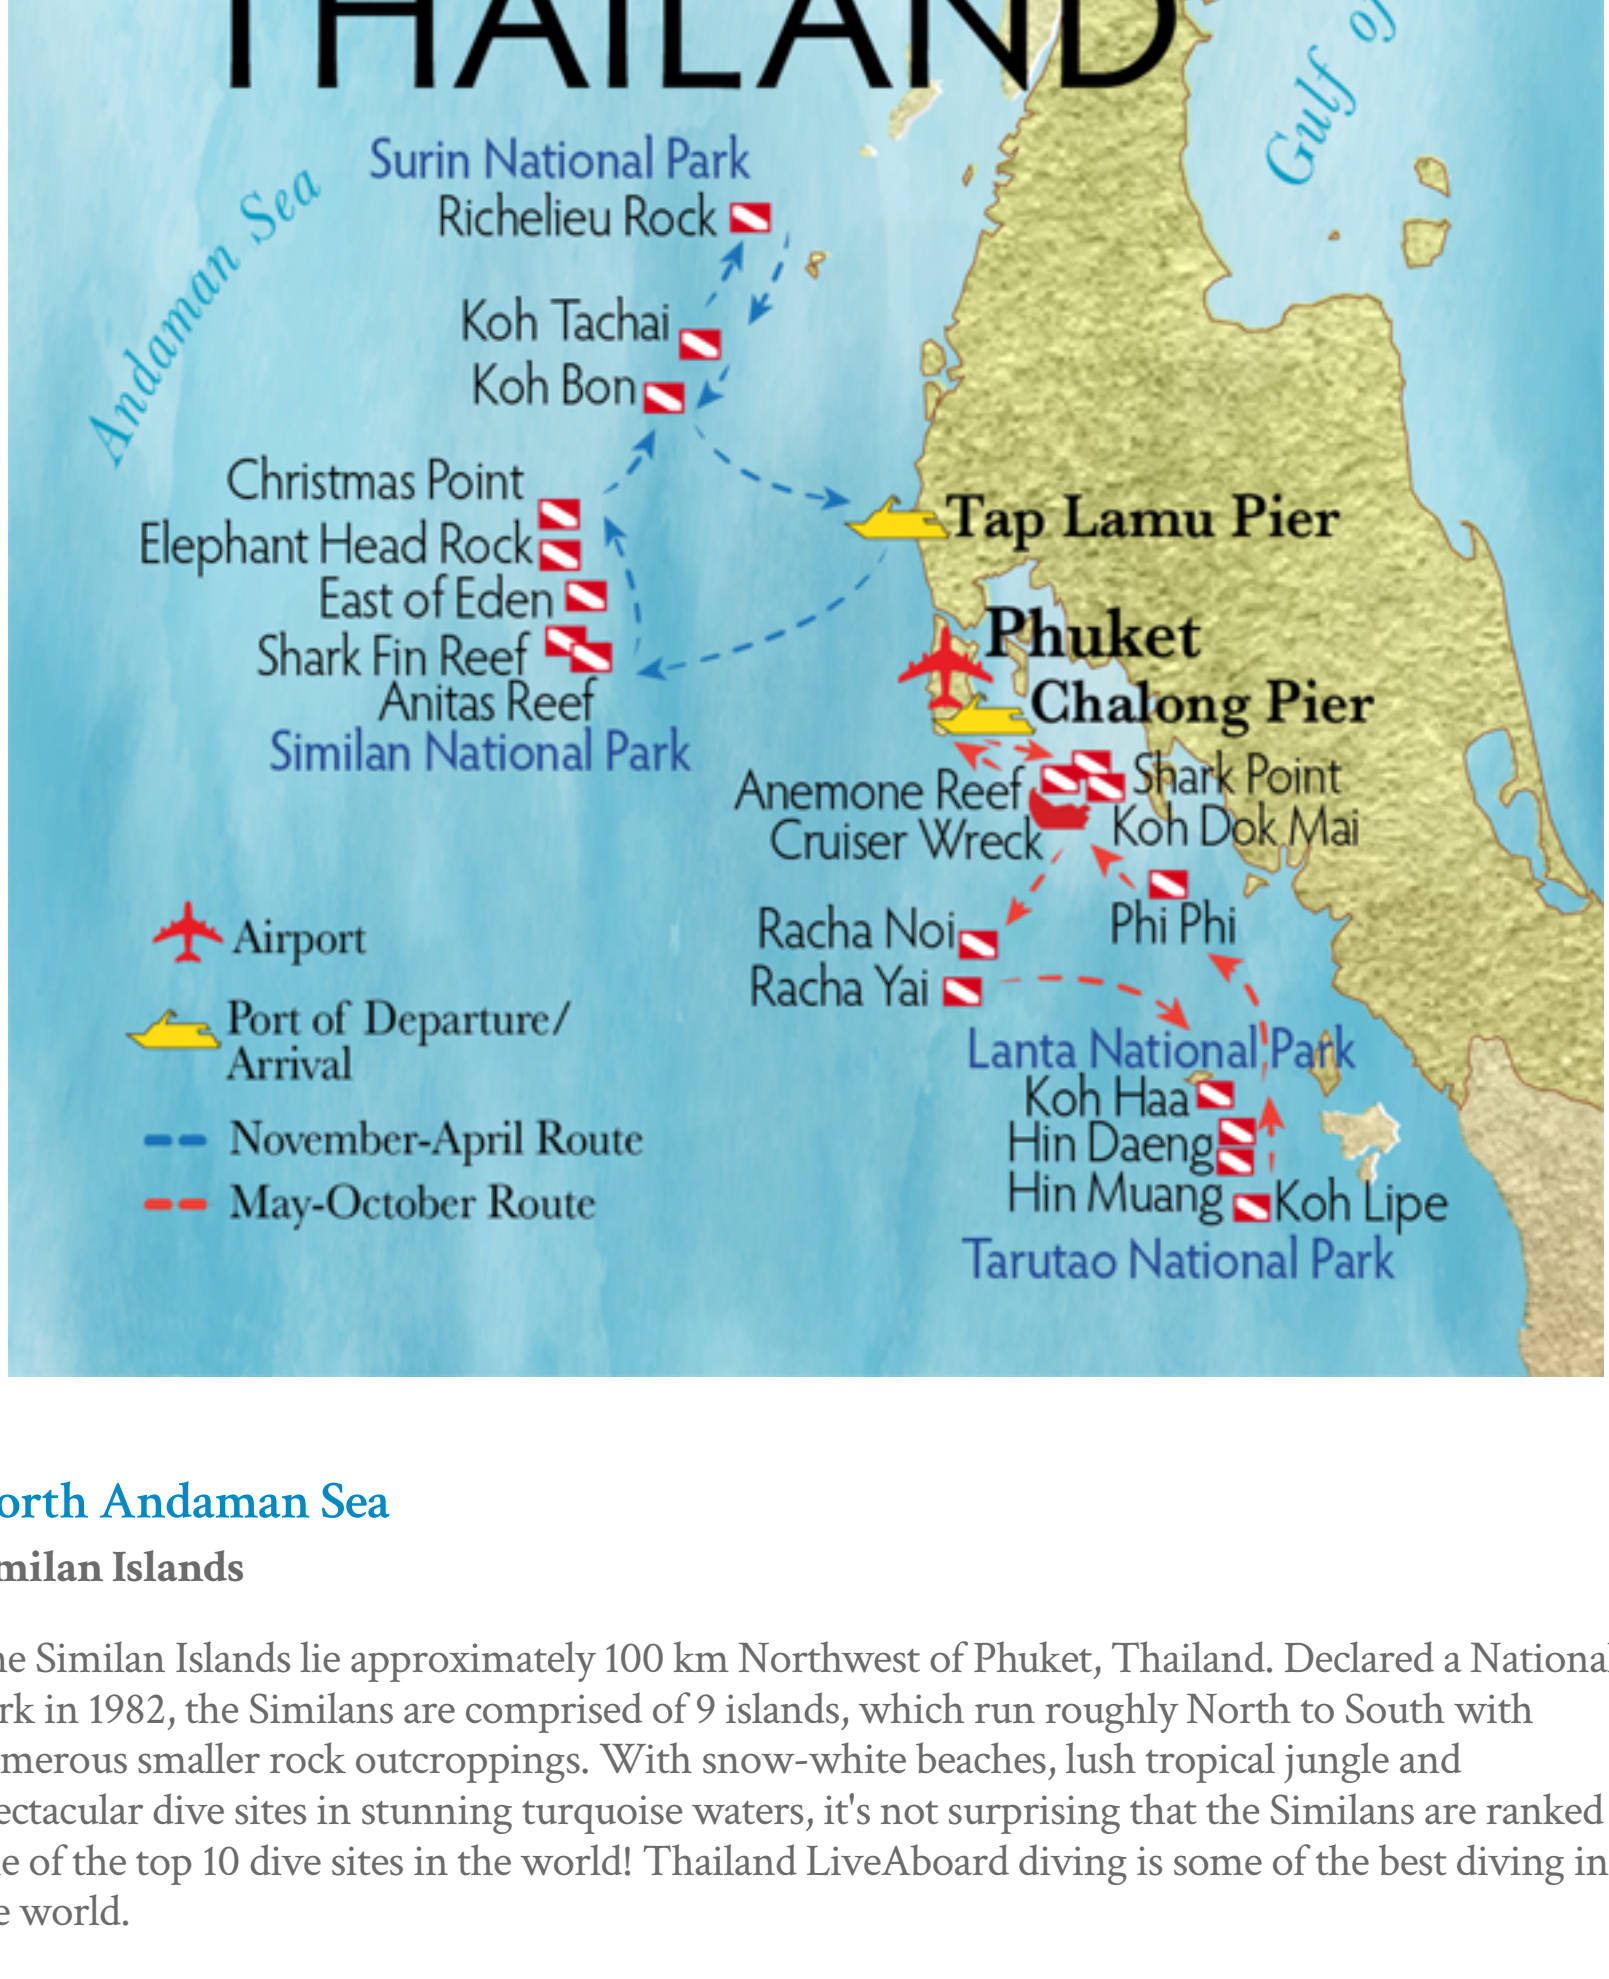 THAILAND
Gulf of
Andaman Sea
Surin National Park
Richelieu Rock
Koh Tachai
Koh Bon
Christmas Point
Elephant Head Rock
East of Eden
Shark Fin Reef
Anitas Reef
Similan National Park
Tap Lamu Pier
Phuket
Chalong Pier
Anemone Reef
Shark Point
Cruiser Wreck
Koh Dok Mai
Racha Noi
Phi Phi
Racha Yai
Lanta National Park
Koh Haa
Hin Daeng
Hin Muang
Koh Lipe
Tarutao National Park
Airport
Port of Departure/
Arrival
November-April Route
May-October Route
orth Andaman Sea
milan Islands
ne Similan Islands lie approximately 100 km Northwest of Phuket, Thailand. Declared a National
rk in 1982, the Similans are comprised of 9 islands, which run roughly North to South with
merous smaller rock outcroppings. With snow-white beaches, lush tropical jungle and
ectacular dive sites in stunning turquoise waters, it's not surprising that the Similans are ranked
e of the top 10 dive sites in the world! Thailand LiveAboard diving is some of the best diving in
e world.